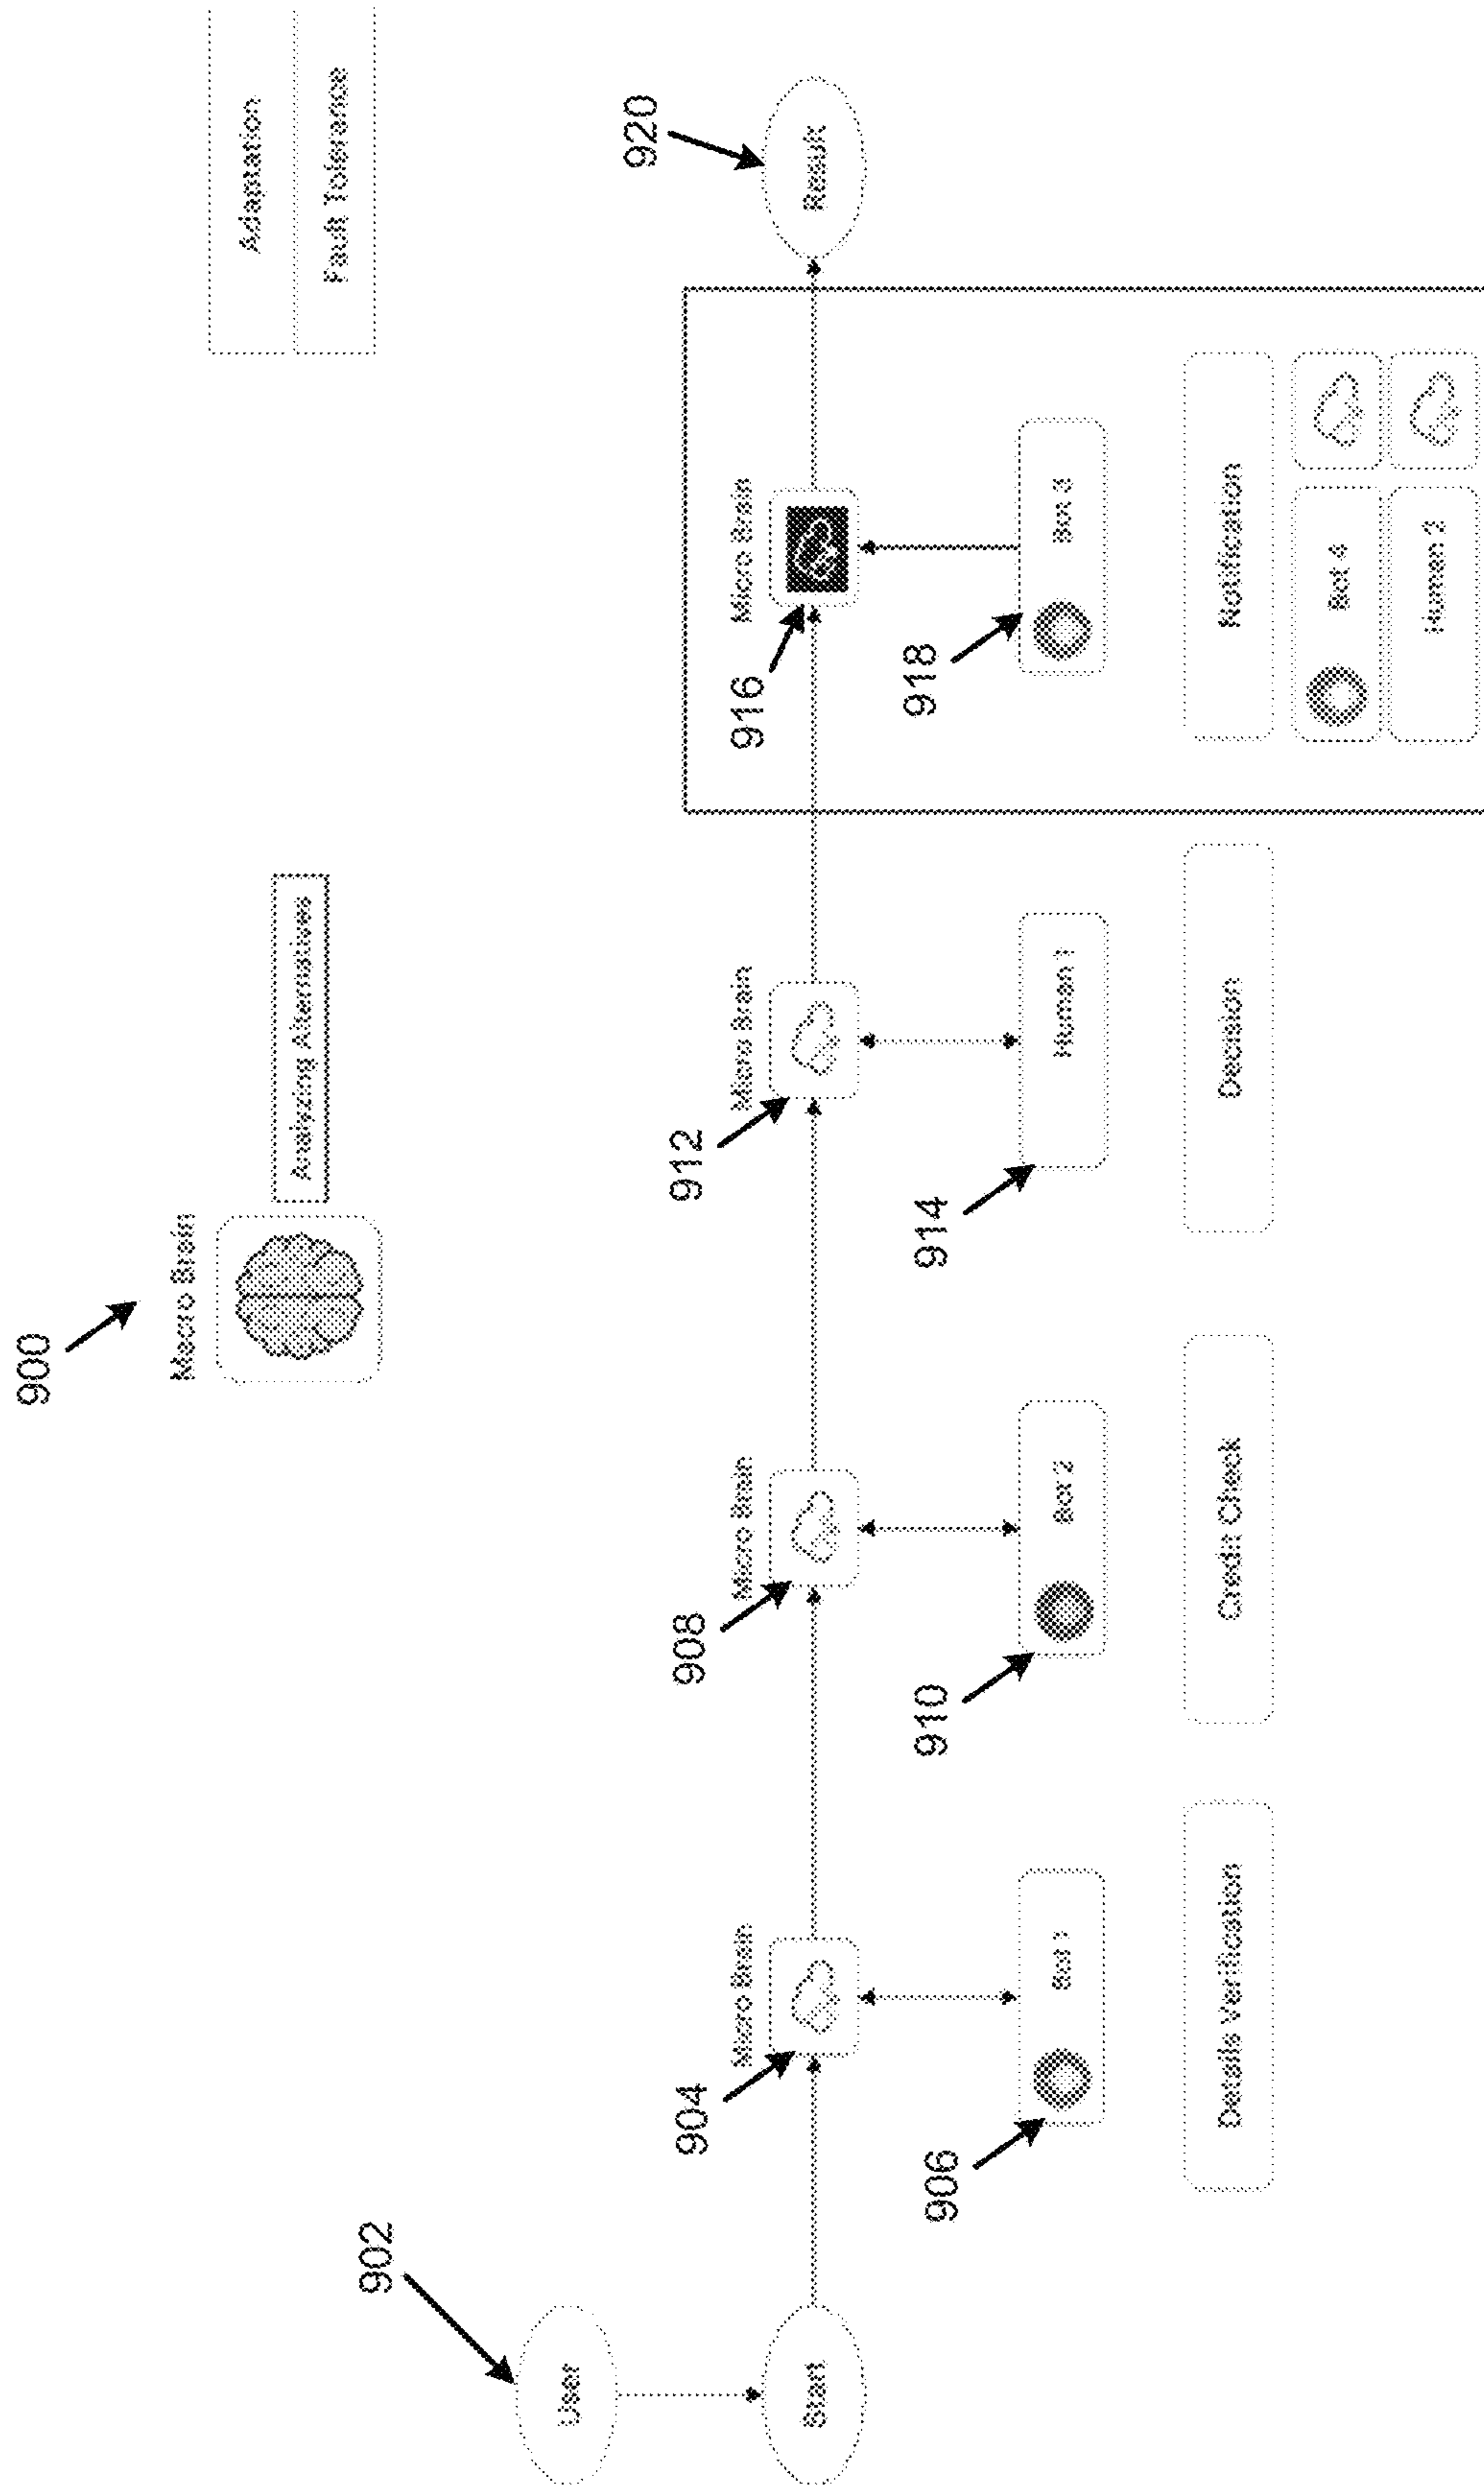 900
Macro Brain
Analyzing Alternatives
Adaptation
Fault Tolerance
902
User
Start
904
Micro Brain
908
Micro Brain
912
Micro Brain
916
Micro Brain
920
Result
906
Bot 1
910
Bot 2
914
Human 1
918
Bot 3
Details Verification
Credit Check
Decision
Notification
Bot 4
Human 2